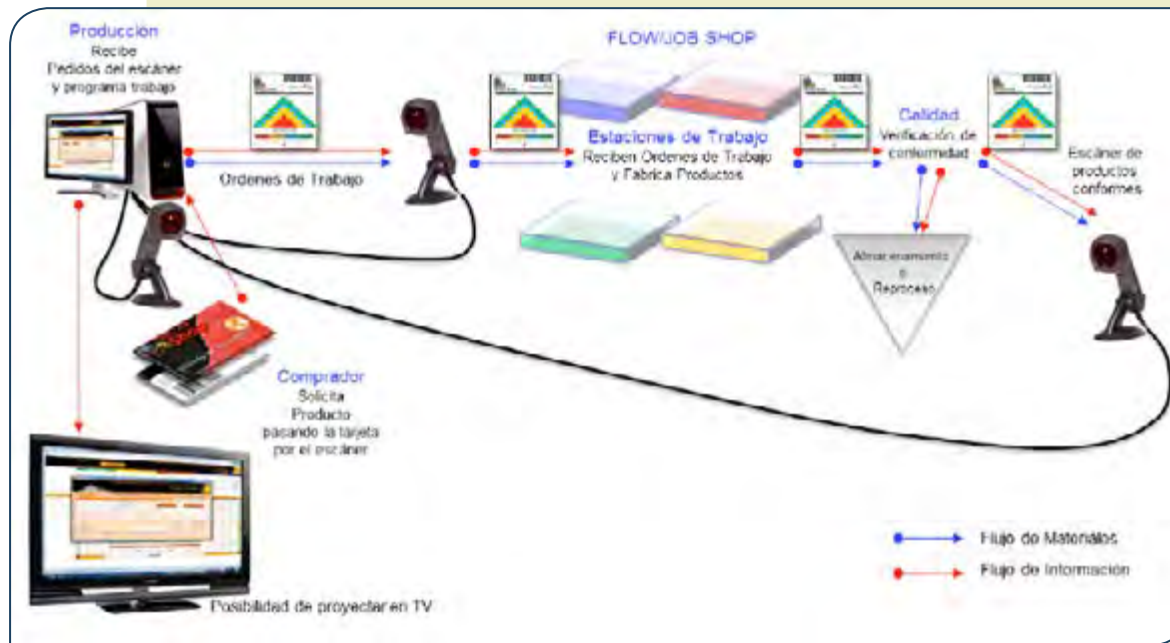 Producción
Recibe
Pedidos del escáner
y programa trabajo
FLOW/JOB SHOP
Ordenes de Trabajo
Estaciones de Trabajo
Reciben Ordenes de Trabajo
y Fabrica Productos
Calidad
Verificación de
conformidad
Escáner de
productos
conformes
Almacenamiento
o
Reproceso
Comprador
Solicita
Producto
pasando la tarjeta
por el escáner
Flujo de Materiales
Flujo de Información
Posibilidad de proyectar en TV